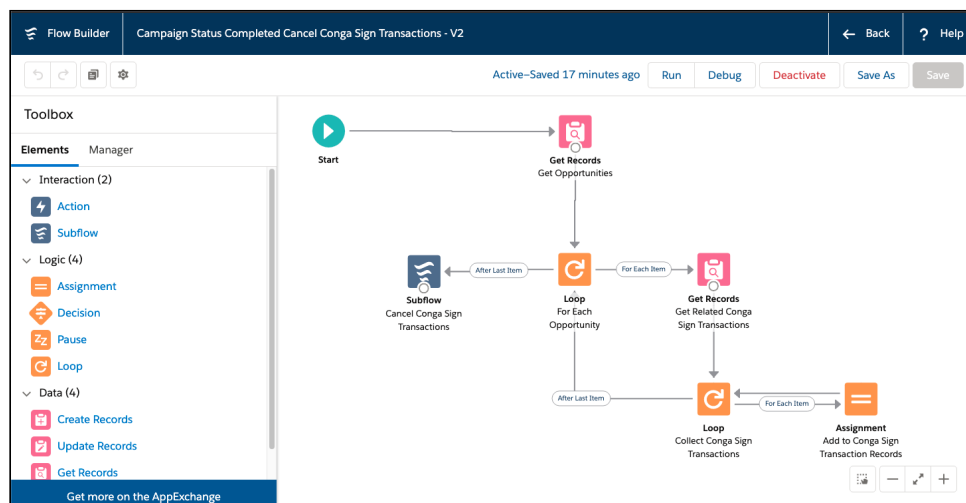 Flow Builder
Campaign Status Completed Cancel Conga Sign Transactions - V2
Back
? Help
Active–Saved 17 minutes ago
Run
Debug
Deactivate
Save As
Save
Toolbox
Elements
Manager
Interaction (2)
Action
Subflow
Logic (4)
Assignment
Decision
Pause
Loop
Data (4)
Create Records
Update Records
Get Records
Get more on the AppExchange
Start
Get Records
Get Opportunities
Subflow
Cancel Conga Sign
Transactions
After Last Item
Loop
For Each
Opportunity
For Each Item
Get Records
Get Related Conga
Sign Transactions
After Last Item
Loop
Collect Conga Sign
Transactions
For Each Item
Assignment
Add to Conga Sign
Transaction Records